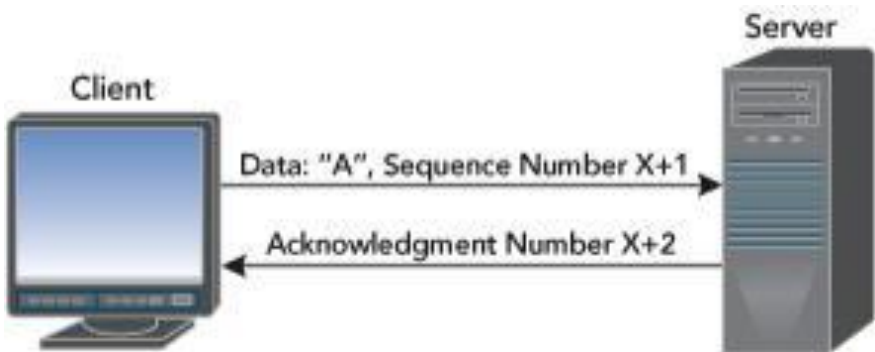 Server
Client
Data: "A", Sequence Number X+1
Acknowledgment Number X+2